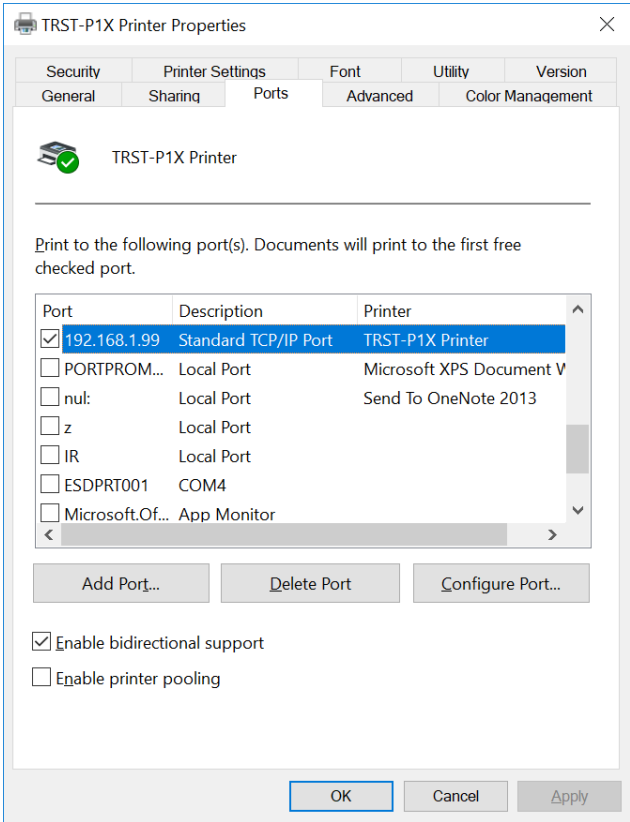 TRST-P1X Printer Properties
Security Printer Settings Font Utility Version
General Sharing Ports Advanced Color Management
TRST-P1X Printer
Print to the following port(s). Documents will print to the first free
checked port.
Port Description Printer
192.168.1.99 Standard TCP/IP Port TRST-P1X Printer
PORTPROM... Local Port Microsoft XPS Document W
nul: Local Port Send To OneNote 2013
z Local Port
IR Local Port
ESDPRT001 COM4
Microsoft.Of... App Monitor
Add Port... Delete Port Configure Port...
Enable bidirectional support
Enable printer pooling
OK Cancel Apply